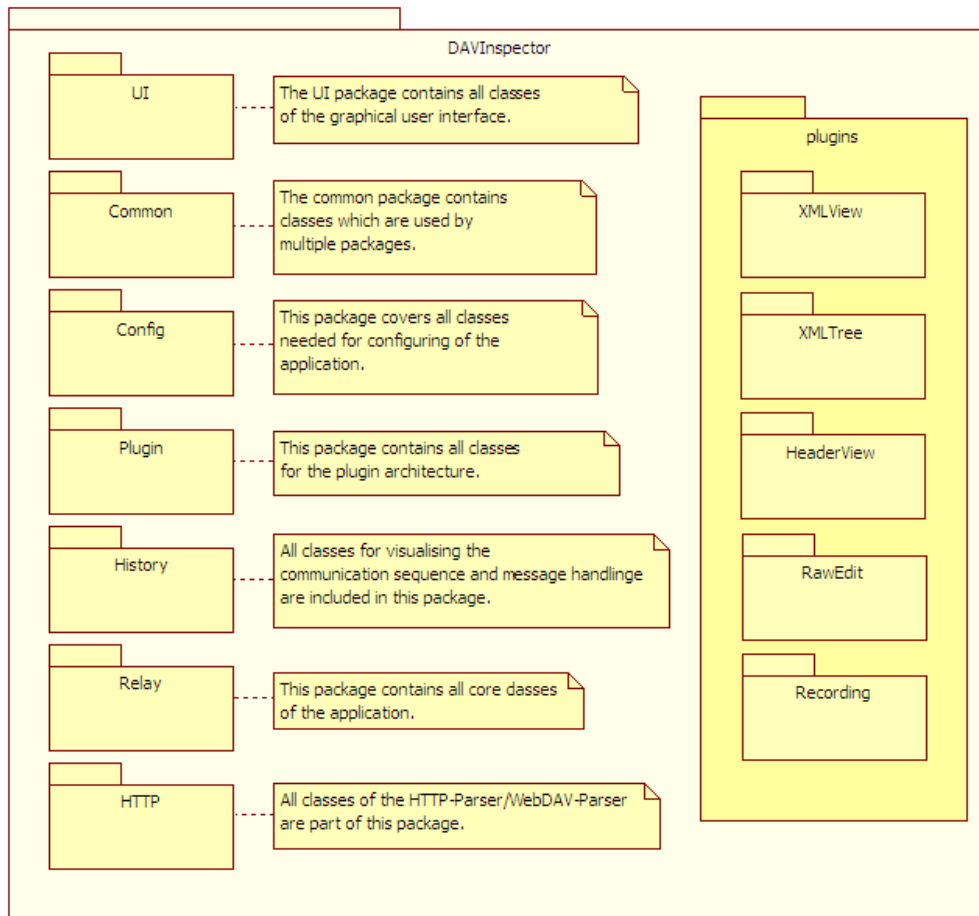 DAVInspector
UI
The UI package contains all classes
of the graphical user interface.
Common
The common package contains
classes which are used by
multiple packages.
Config
This package covers all classes
needed for configuring of the
application.
Plugin
This package contains all classes
for the plugin architecture.
History
All classes for visualising the
communication sequence and message handlinge
are included in this package.
Relay
This package contains all core classes
of the application.
HTTP
All classes of the HTTP-Parser/WebDAV-Parser
are part of this package.
plugins
XMLView
XMLTree
HeaderView
RawEdit
Recording